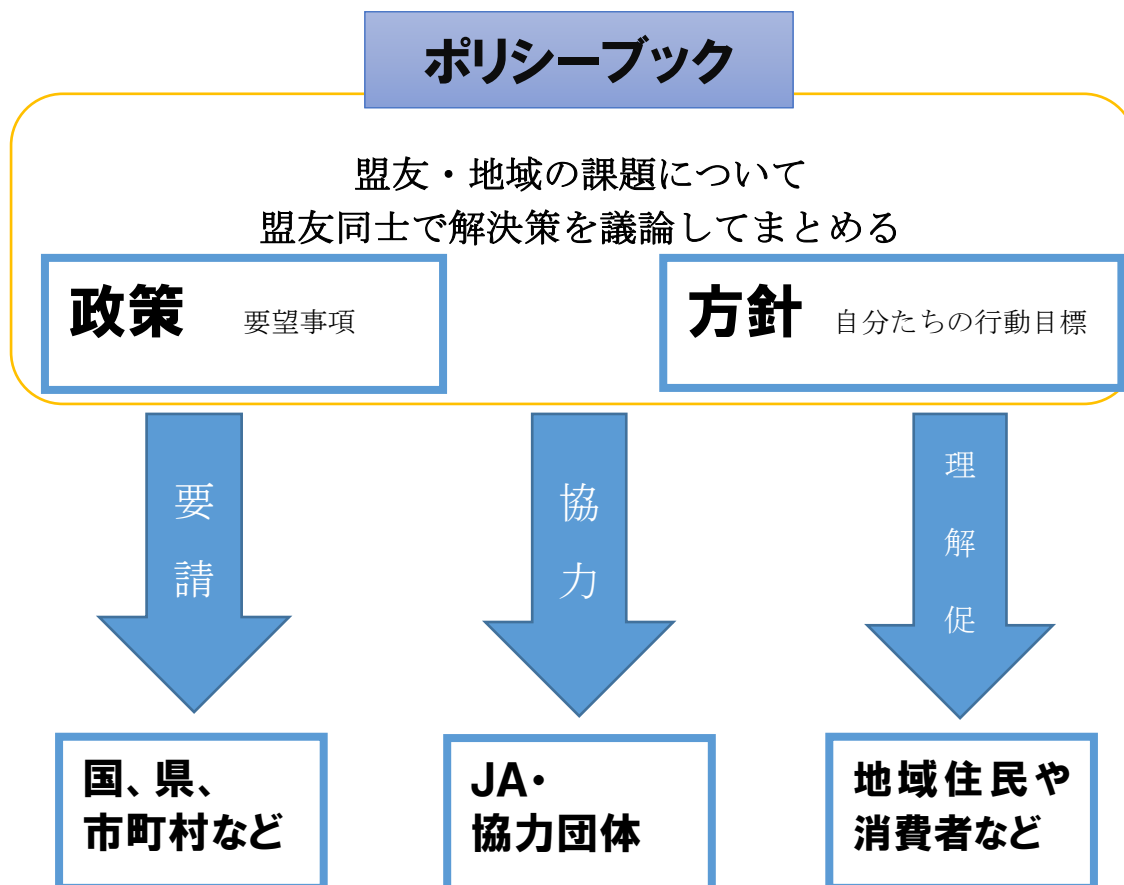 ポリシーブック
盟友・地域の課題について
盟友同士で解決策を議論してまとめる
政策 要望事項
方針 自分たちの行動目標
要請
協力
理解促
国、県、
市町村など
JA・
協力団体
地域住民や
消費者など